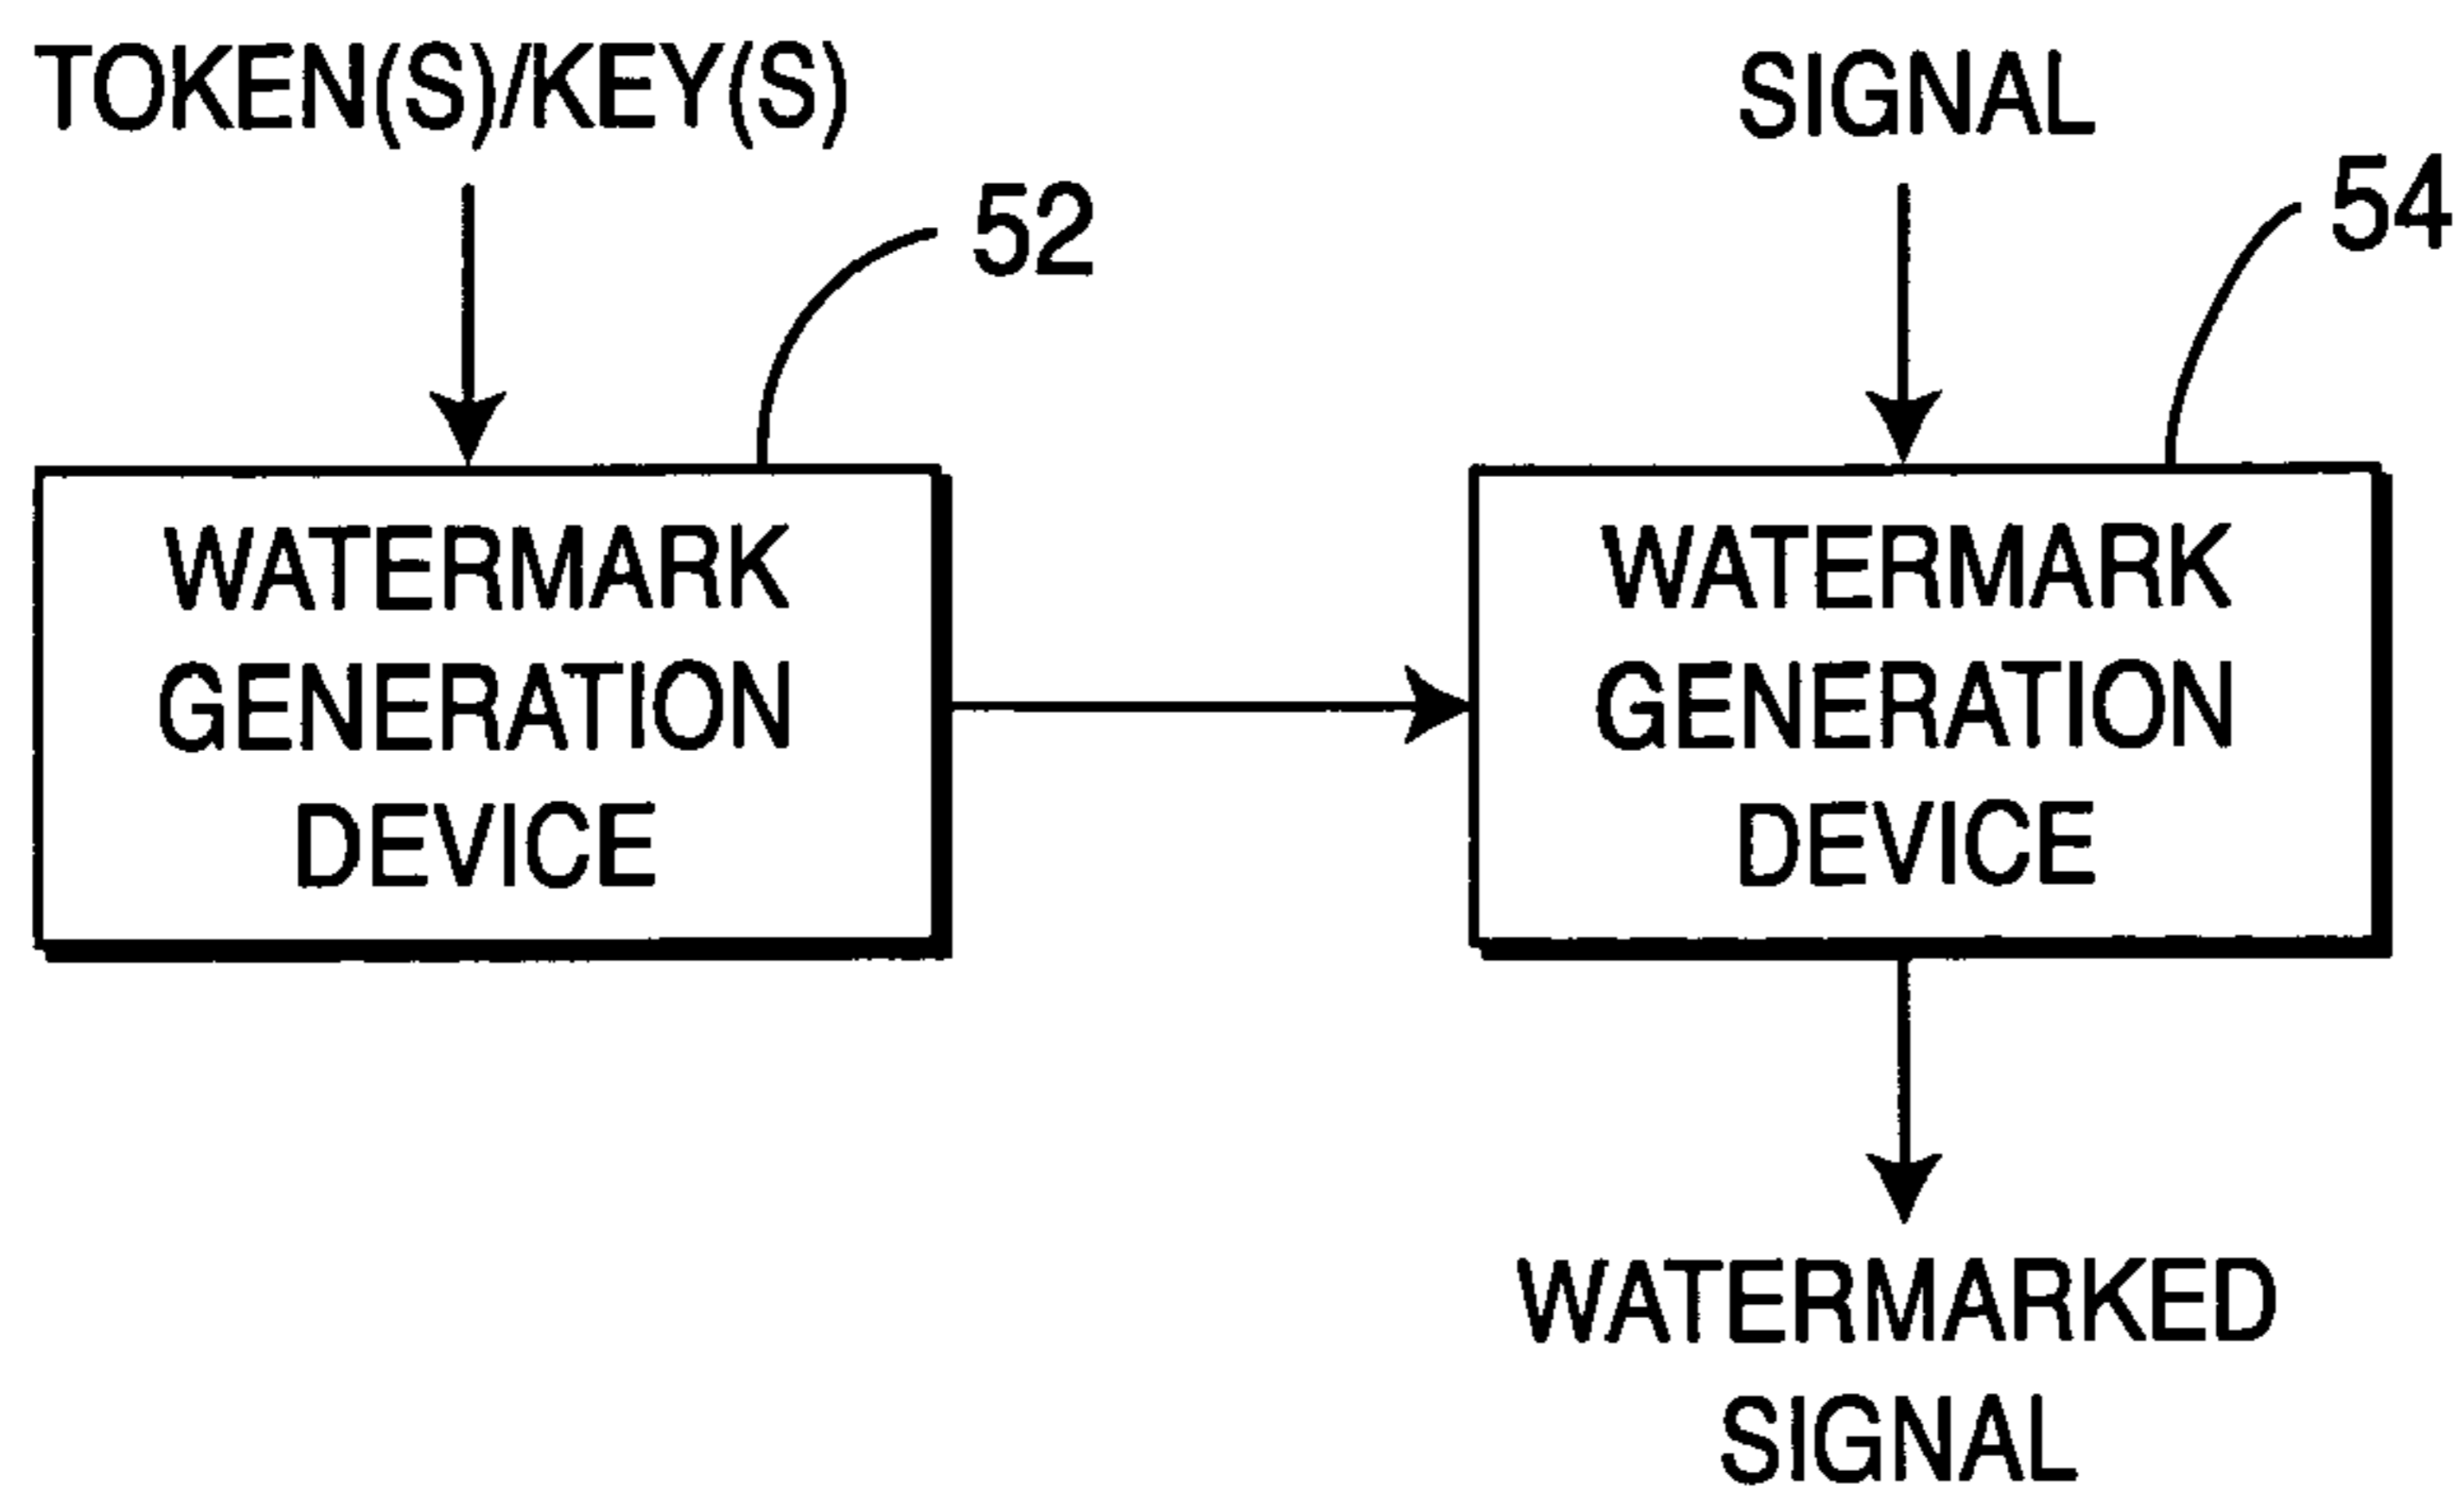 TOKEN(S)/KEY(S)
52
WATERMARK
GENERATION
DEVICE
SIGNAL
54
WATERMARK
GENERATION
DEVICE
WATERMARKED
SIGNAL